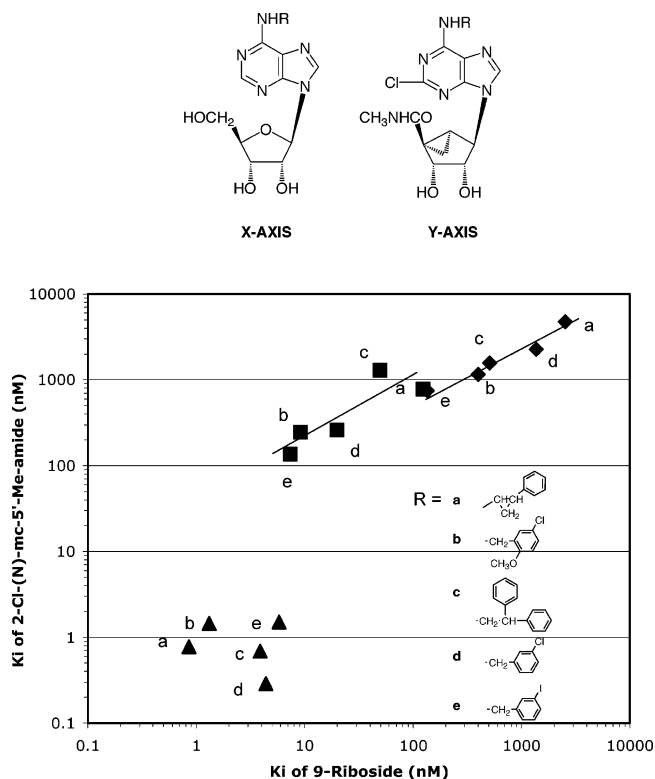 NHR
N
N
N
N
HOCH2
O
HO
OH
X-AXIS
NHR
N
N
N
N
Cl
CH3NHCO
HO
OH
Y-AXIS
Ki of 2-Cl-(N)-mc-5'-Me-amide (nM)
10000
1000
100
10
1
0.1
a
c
d
b
e
c
a
b
d
e
a
b
e
c
d
R =
a
CH-CH
CH2
b
Cl
-CH2
CH3O
c
-CH2-CH
d
Cl
-CH2
e
I
-CH2
0.1
1
10
100
1000
10000
Ki of 9-Riboside (nM)